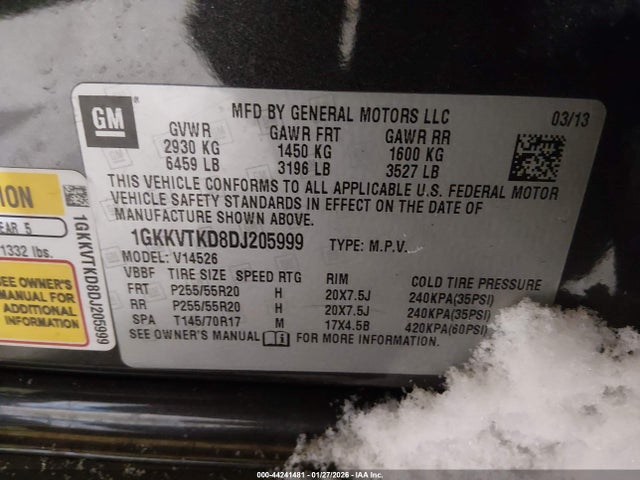 GM
MFD BY GENERAL MOTORS LLC 03/13
GVWR GAWR FRT GAWR RR
2930 KG 1450 KG 1600 KG
6459 LB 3196 LB 3527 LB
THIS VEHICLE CONFORMS TO ALL APPLICABLE U.S. FEDERAL MOTOR
VEHICLE SAFETY STANDARDS IN EFFECT ON THE DATE OF
MANUFACTURE SHOWN ABOVE.
1GKKVTKD8DJ205999 TYPE: M.P.V.
MODEL: V14526
VBBF TIRE SIZE SPEED RTG RIM COLD TIRE PRESSURE
FRT P255/55R20 H 20X7.5J 240KPA(35PSI)
RR P255/55R20 H 20X7.5J 240KPA(35PSI)
SPA T145/70R17 M 17X4.5B 420KPA(60PSI)
SEE OWNER'S MANUAL FOR MORE INFORMATION.
ION
EAR 5
1332 lbs.
SEE OWNER'S
MANUAL FOR
ADDITIONAL
INFORMATION
1GKKVTKD8DJ205999
000-44241481 - 01/27/2026 - IAA Inc.